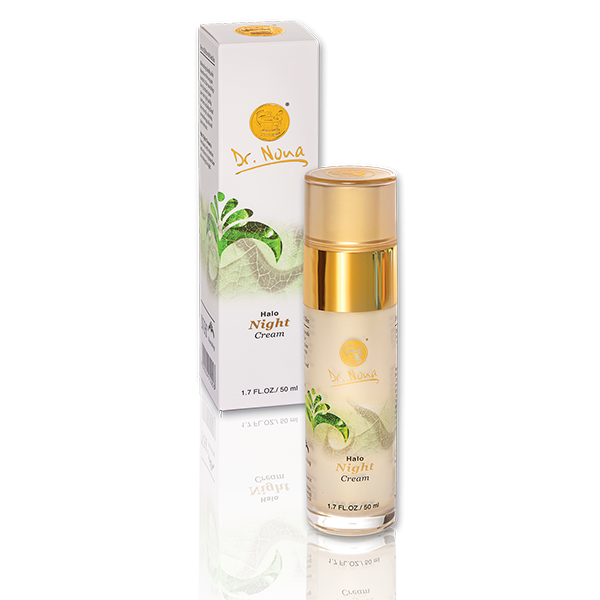 Dr. Nona
Halo
Night
Cream
1.7 FL.OZ./ 50 ml
Dr. Nona
Halo
Night
Cream
1.7 FL.OZ./ 50 ml